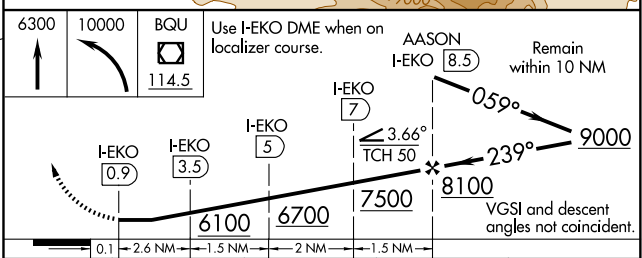 6300
10000
BQU
114.5
Use I-EKO DME when on
localizer course.
AASON
I-EKO 8.5
Remain
within 10 NM
059°
239°
9000
8100
I-EKO
7
3.66°
TCH 50
7500
I-EKO
5
6700
I-EKO
3.5
6100
I-EKO
0.9
VGSI and descent
angles not coincident.
0.1
2.6 NM
1.5 NM
2 NM
1.5 NM